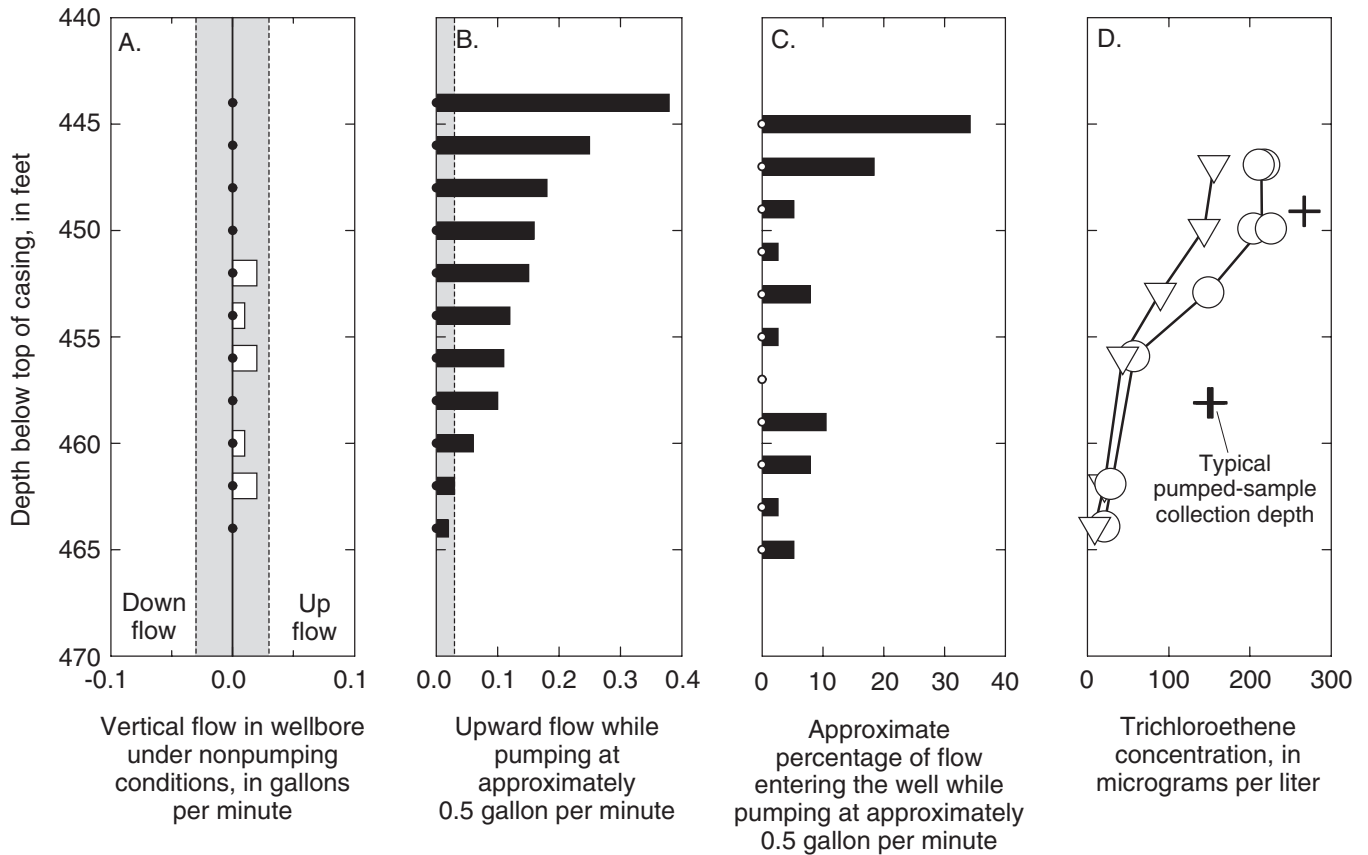 A.
B.
C.
D.
440
445
450
455
460
465
470
Depth below top of casing, in feet
Down
flow
Up
flow
-0.1
0.0
0.1
Vertical flow in wellbore
under nonpumping
conditions, in gallons
per minute
0.0
0.1
0.2
0.3
0.4
Upward flow while
pumping at
approximately
0.5 gallon per minute
0
10
20
30
40
Approximate
percentage of flow
entering the well while
pumping at approximately
0.5 gallon per minute
Typical
pumped-sample
collection depth
0
100
200
300
Trichloroethene
concentration, in
micrograms per liter